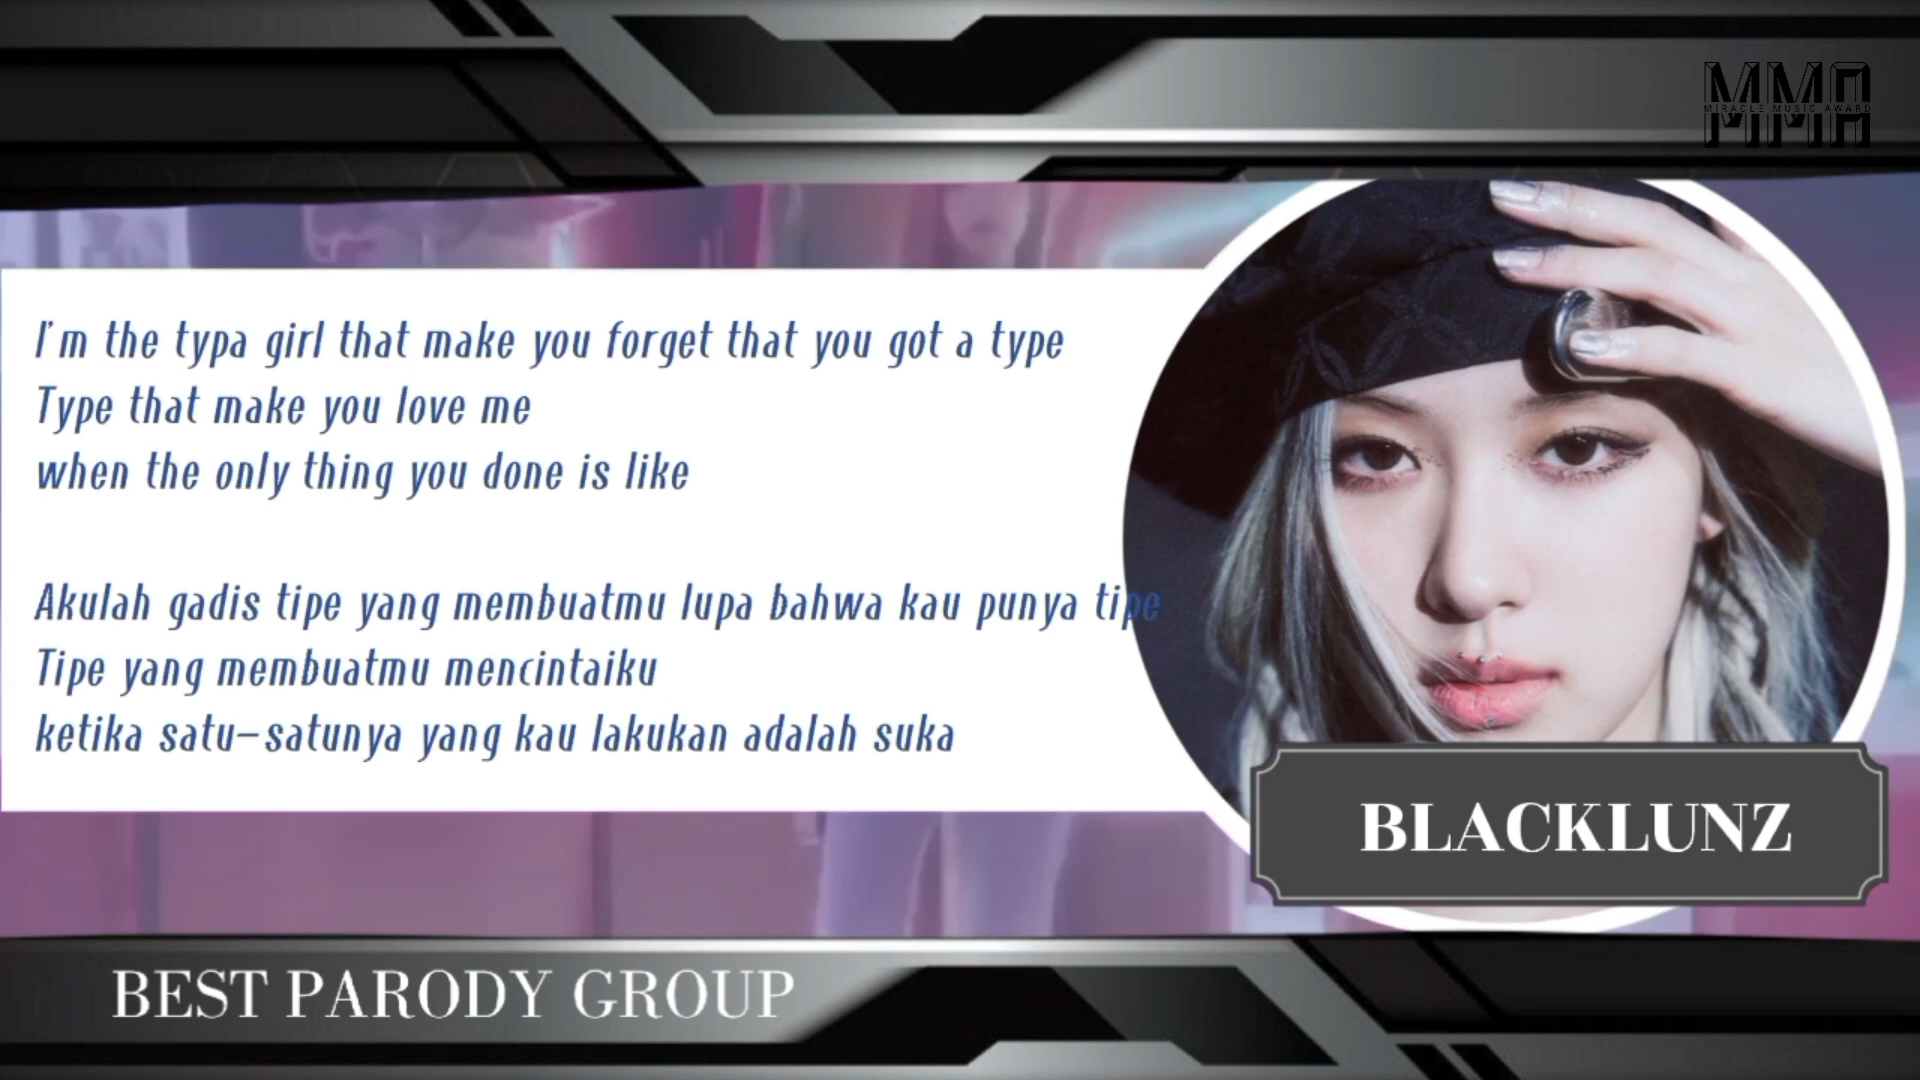 MMA
MIRACLE MUSIC AWARD
I'm the typa girl that make you forget that you got a type
Type that make you love me
when the only thing you done is like
Akulah gadis tipe yang membuatmu lupa bahwa kau punya tipe
Tipe yang membuatmu mencintaiku
ketika satu-satunya yang kau lakukan adalah suka
BLACKLUNZ
BEST PARODY GROUP